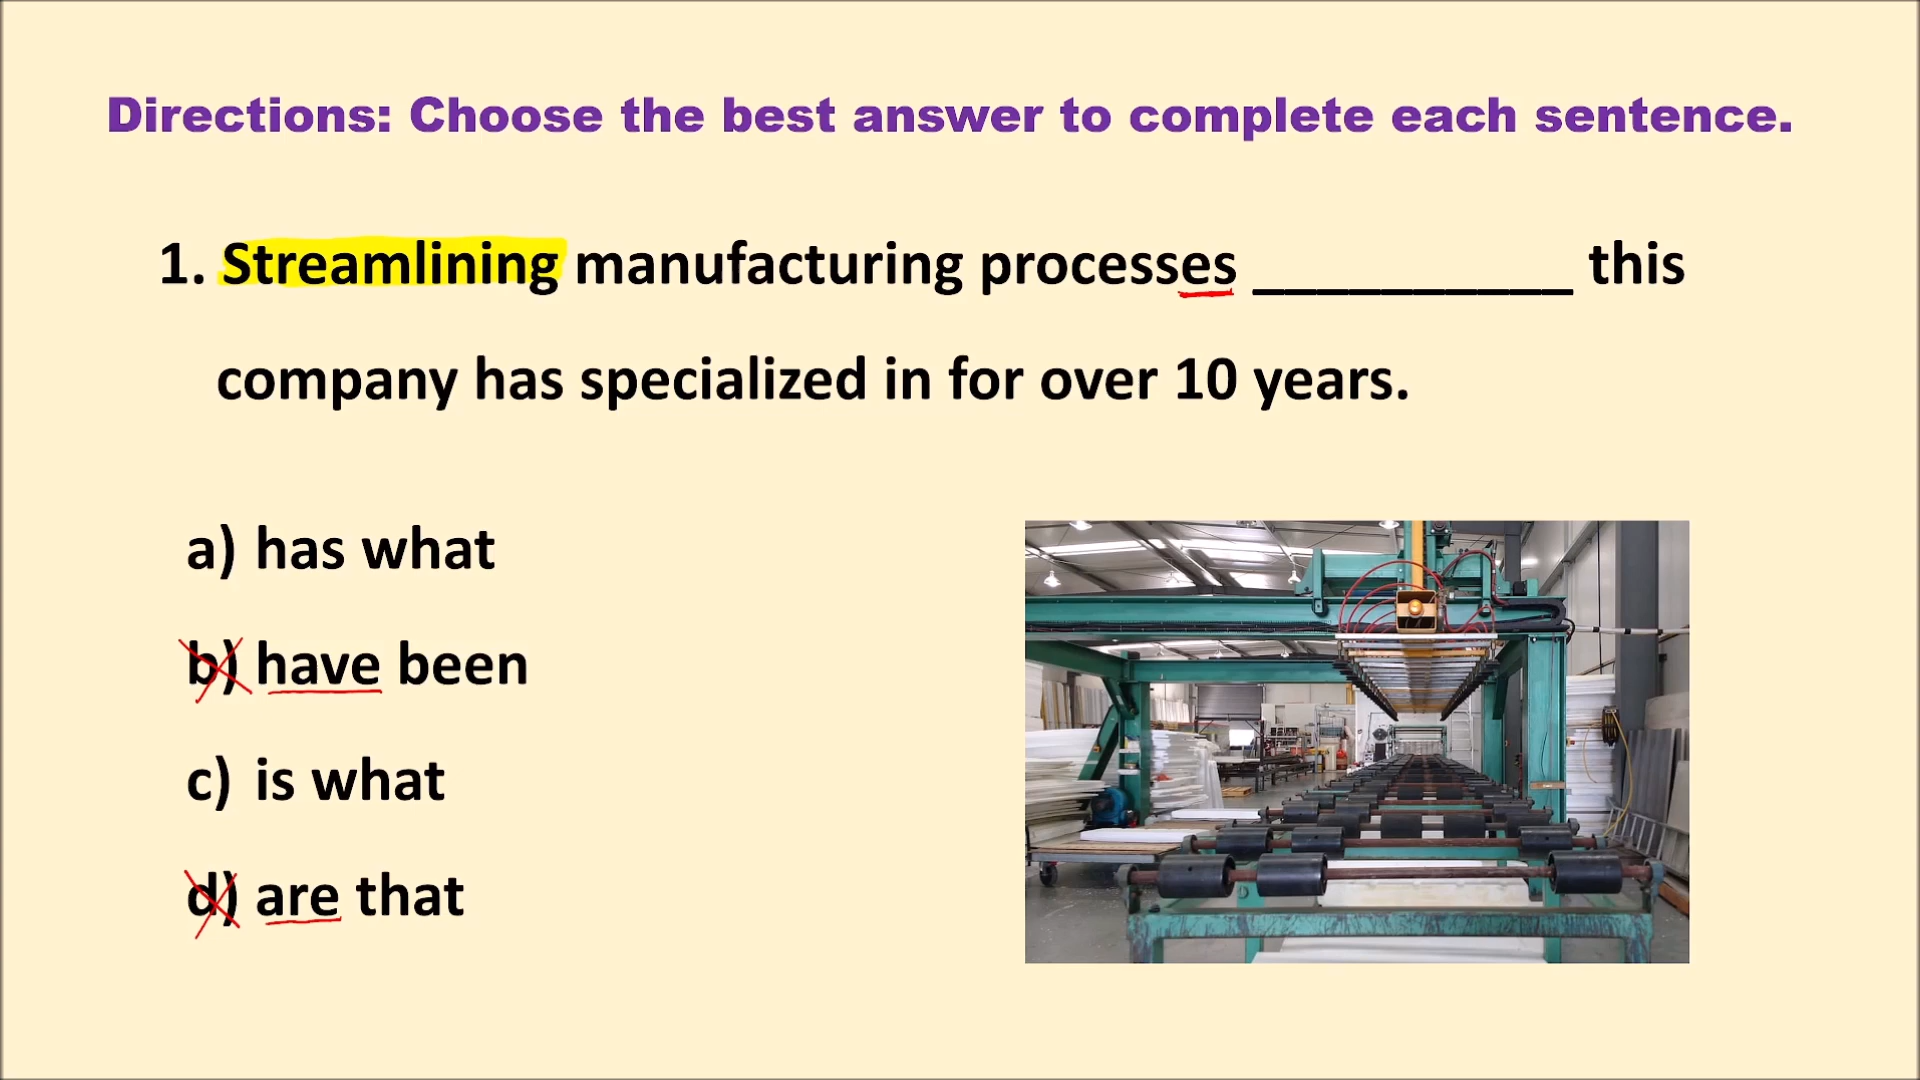 Directions: Choose the best answer to complete each sentence.
1. Streamlining manufacturing processes __________ this
company has specialized in for over 10 years.
a) has what
b) have been
c) is what
d) are that